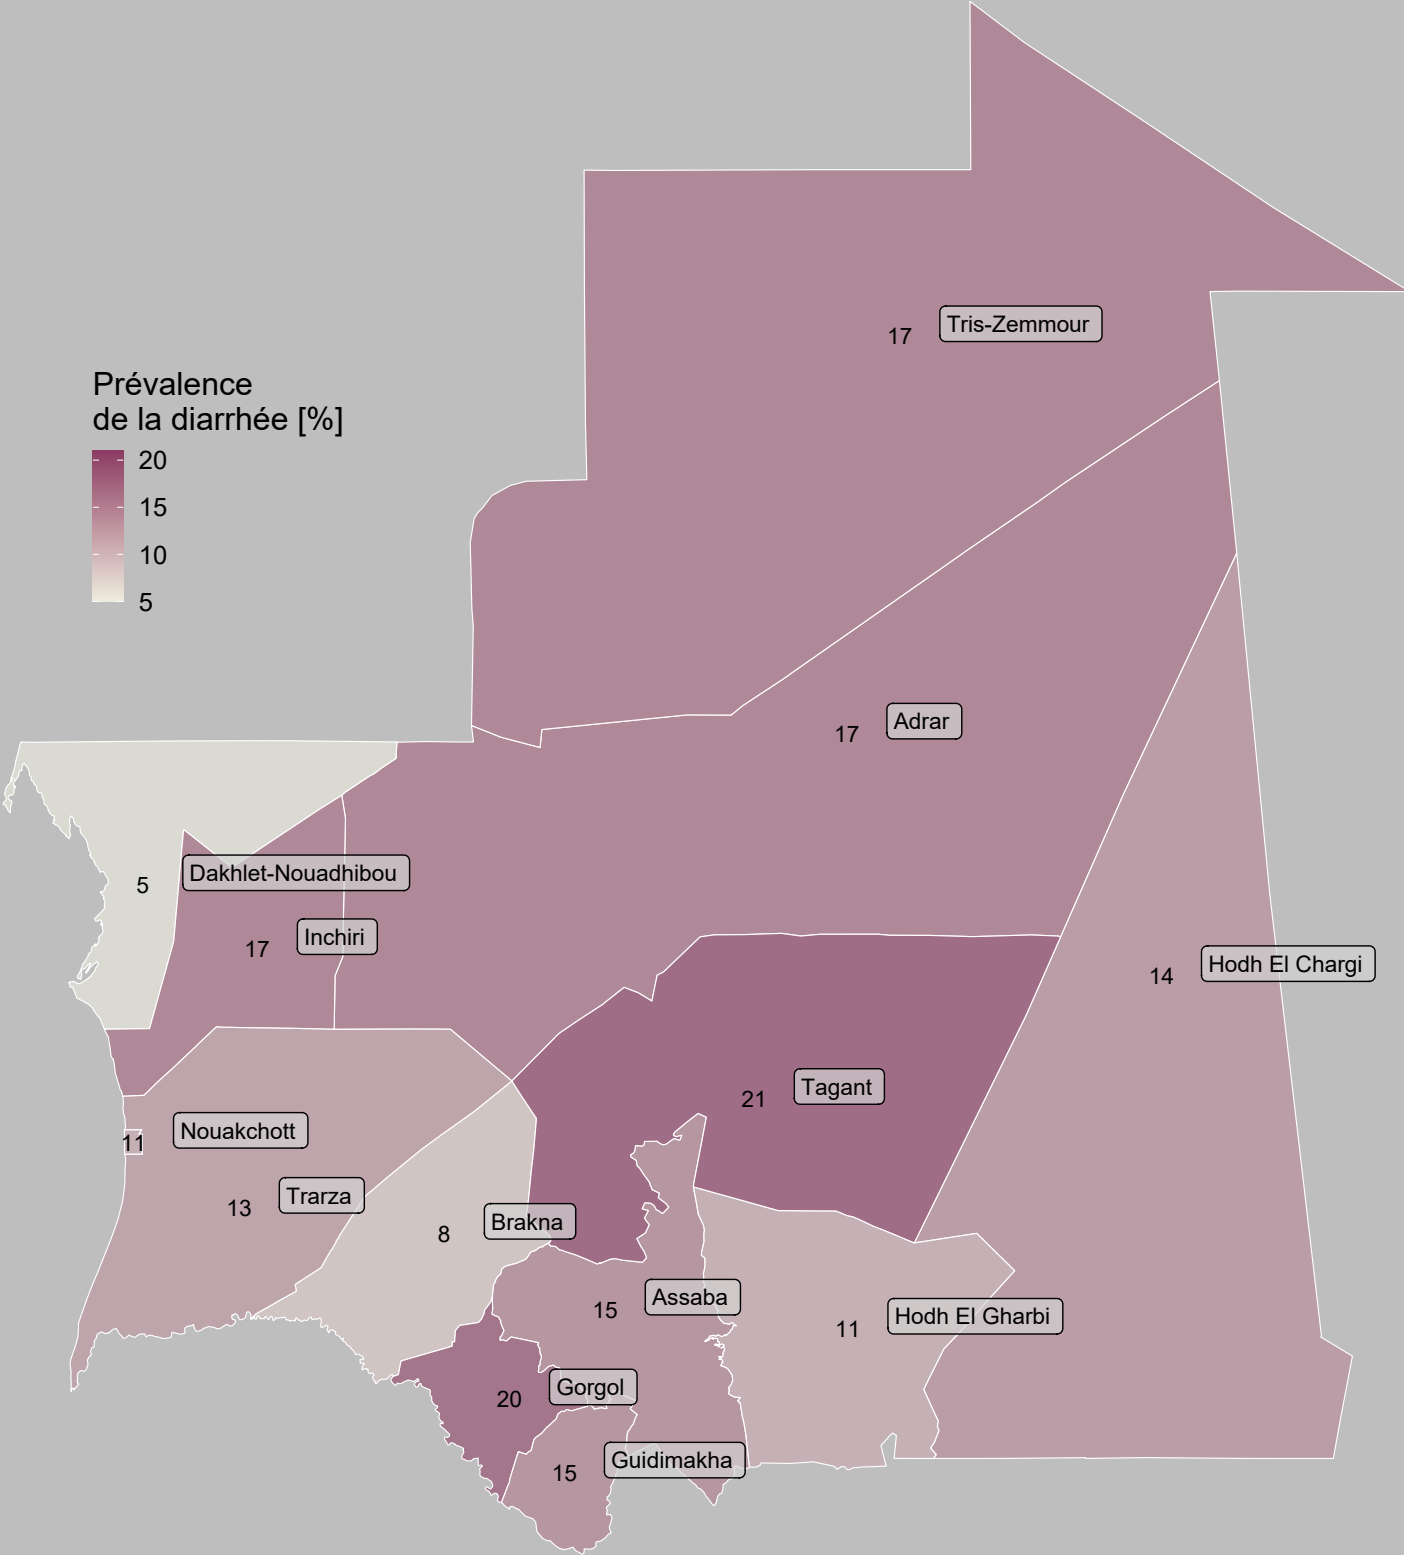 17
Tris-Zemmour
Prévalence
de la diarrhée [%]
20
15
10
5
17
Adrar
5
Dakhlet-Nouadhibou
17
Inchiri
14
Hodh El Chargi
21
Tagant
11
Nouakchott
13
Trarza
8
Brakna
15
Assaba
11
Hodh El Gharbi
20
Gorgol
15
Guidimakha